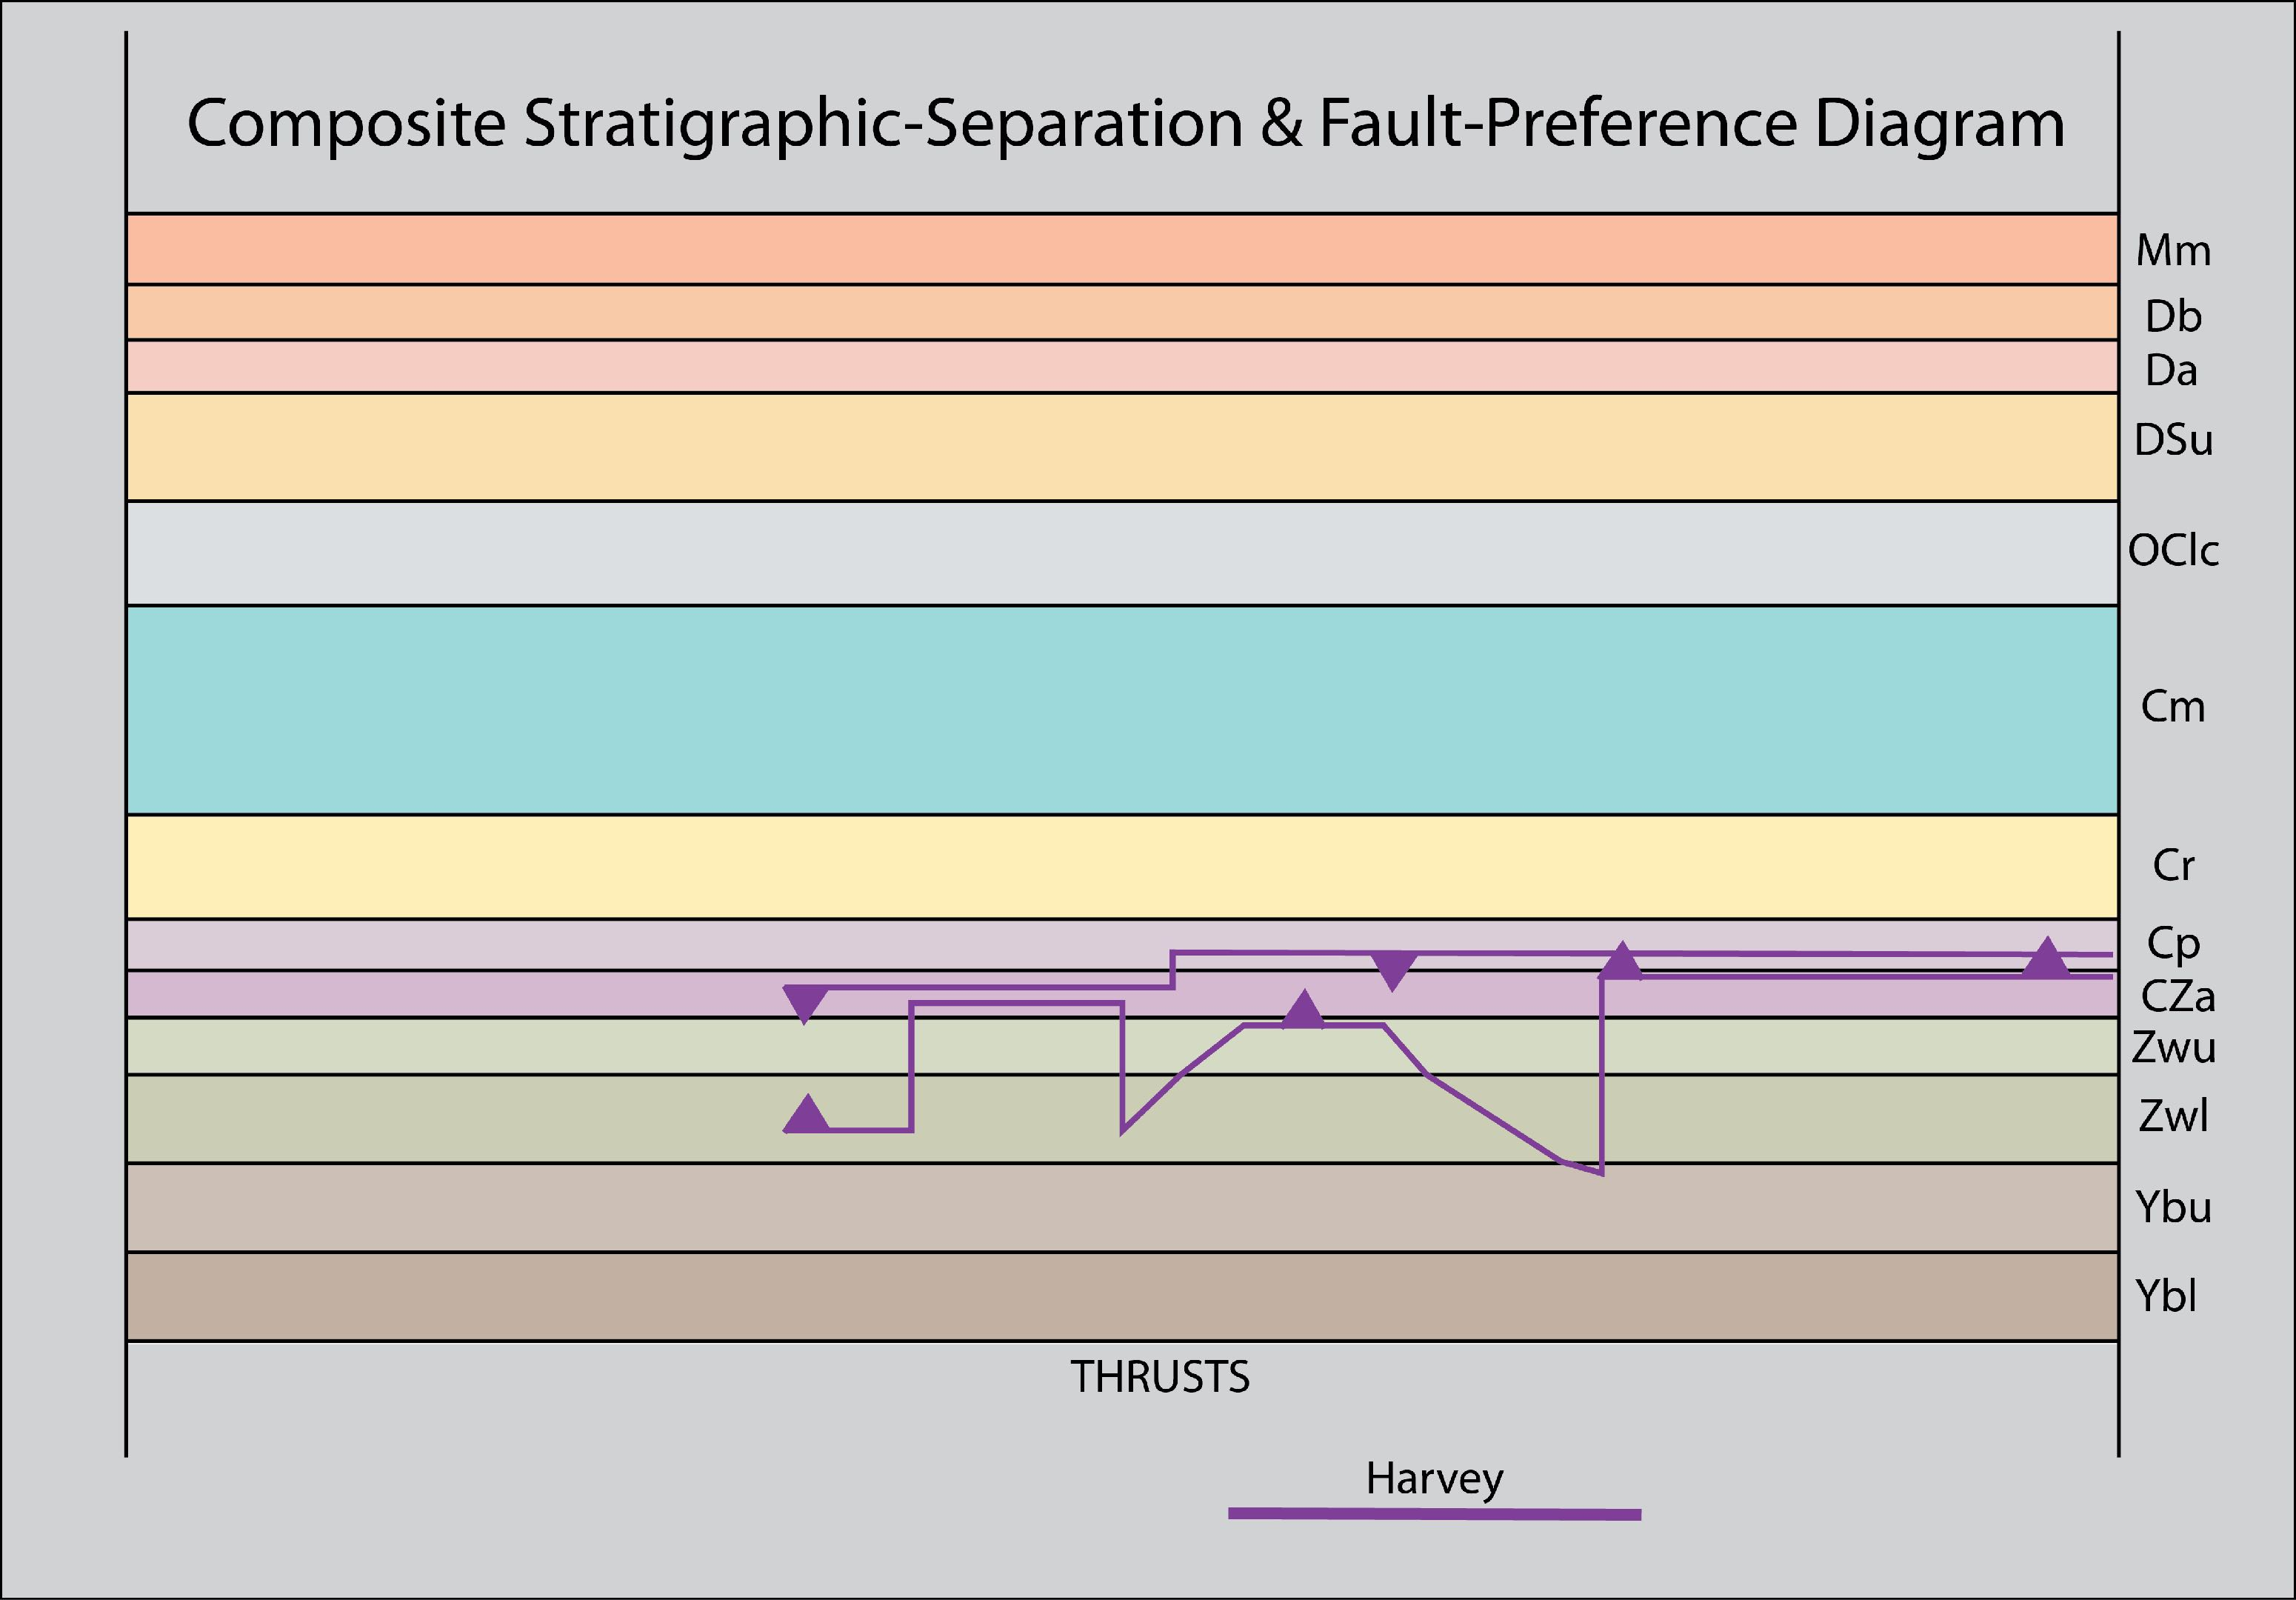 Composite Stratigraphic-Separation & Fault-Preference Diagram
Mm
Db
Da
DSu
OClc
Cm
Cr
Cp
CZa
Zwu
Zwl
Ybu
Ybl
THRUSTS
Harvey